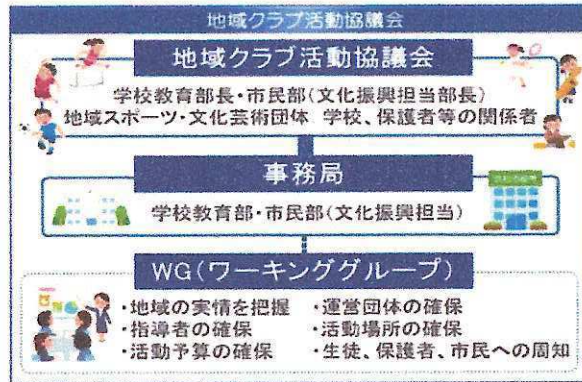 地域クラブ活動協議会
地域クラブ活動協議会
学校教育部長・市民部(文化振興担当部長)
地域スポーツ・文化芸術団体　学校、保護者等の関係者
事務局
学校教育部・市民部(文化振興担当)
WG(ワーキンググループ)
・地域の実情を把握　・運営団体の確保
・指導者の確保　・活動場所の確保
・活動予算の確保　・生徒、保護者、市民への周知